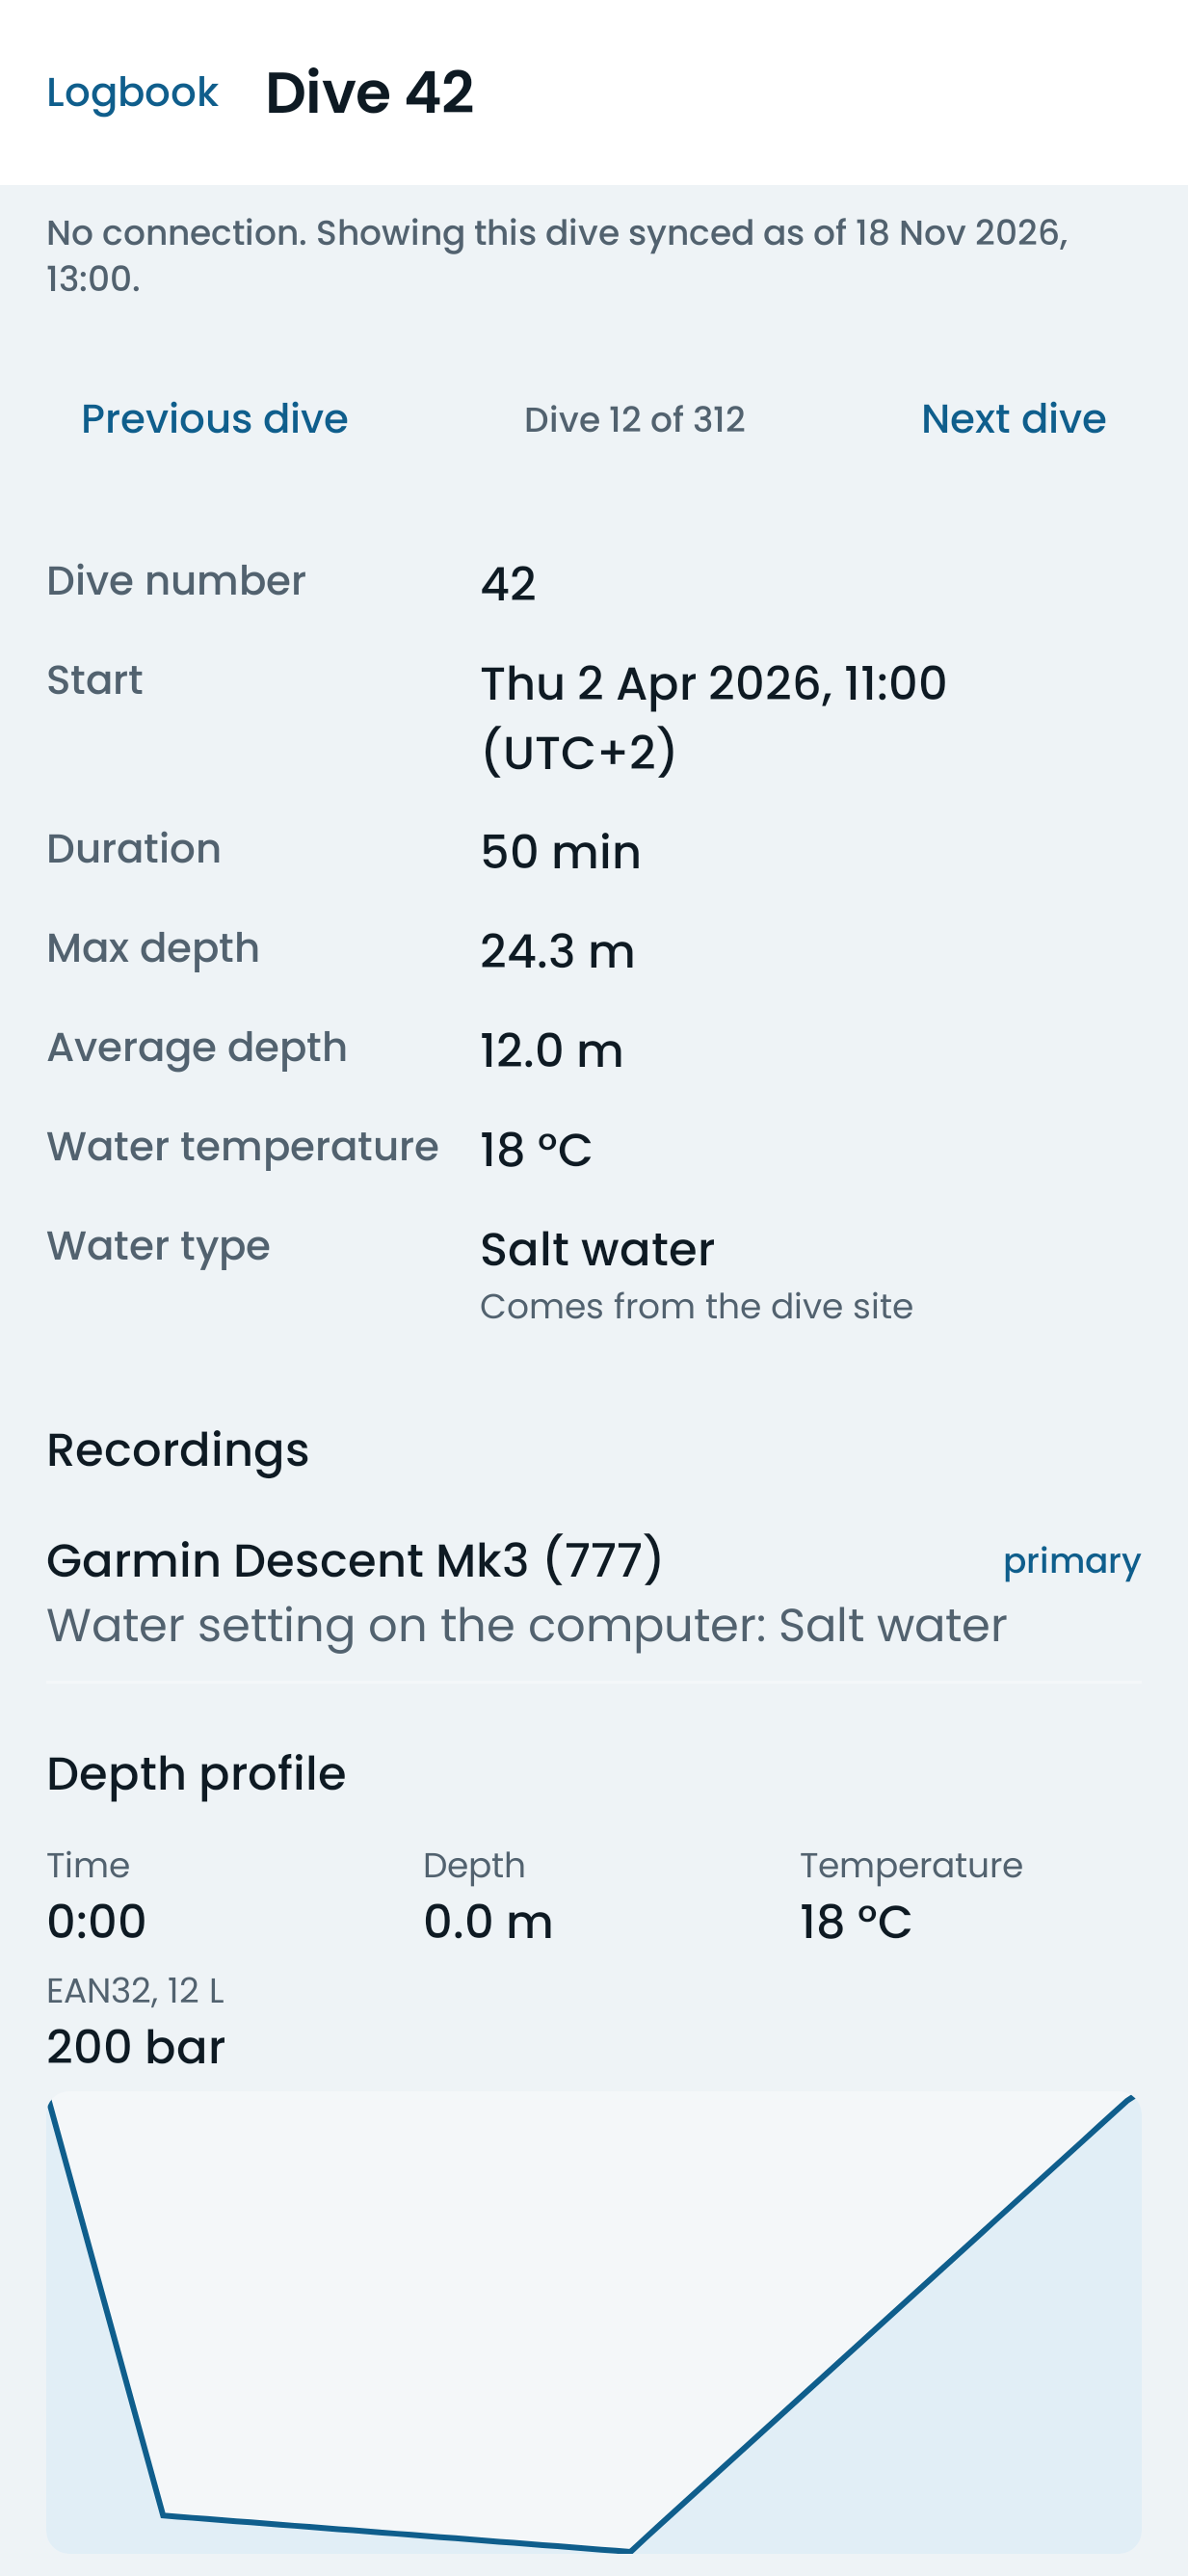 Logbook Dive 42
No connection. Showing this dive synced as of 18 Nov 2026,
13:00.
Previous dive Dive 12 of 312 Next dive
Dive number 42
Start Thu 2 Apr 2026, 11:00
(UTC+2)
Duration 50 min
Max depth 24.3 m
Average depth 12.0 m
Water temperature 18 °C
Water type Salt water
Comes from the dive site
Recordings
Garmin Descent Mk3 (777) primary
Water setting on the computer: Salt water
Depth profile
Time Depth Temperature
0:00 0.0 m 18 °C
EAN32, 12 L
200 bar